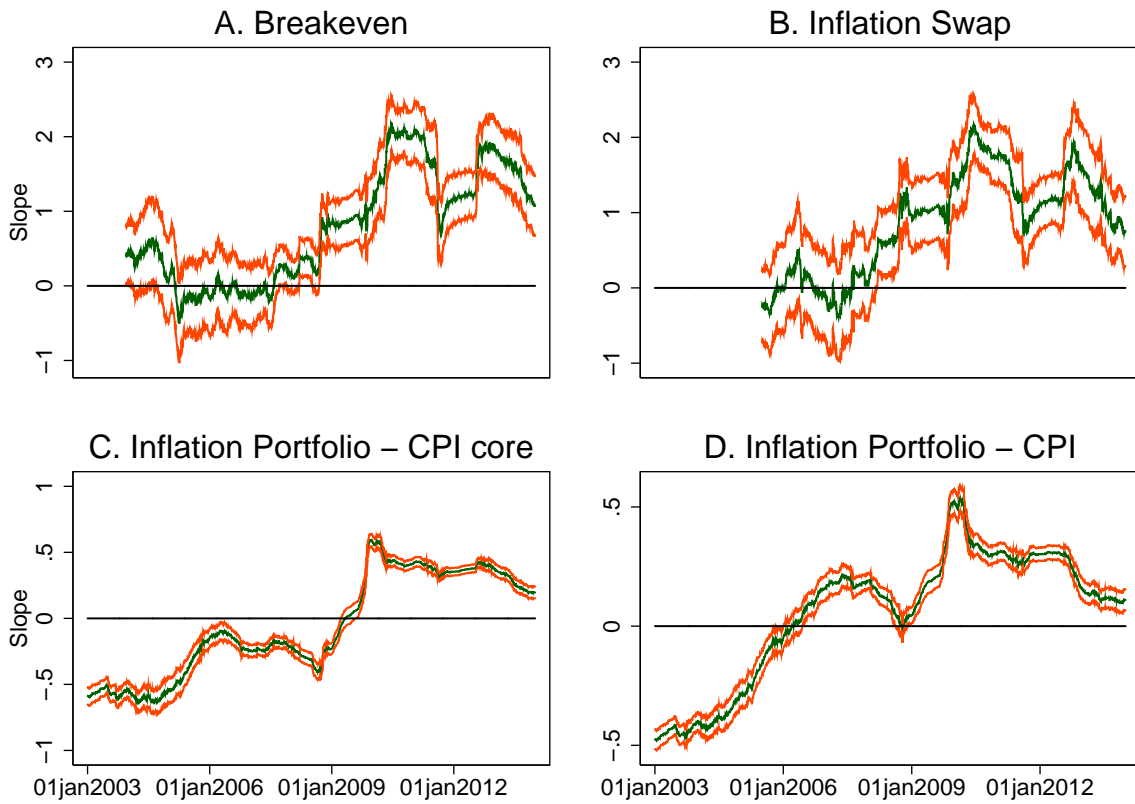 A. Breakeven
B. Inflation Swap
Slope
3
2
1
0
−1
3
2
1
0
−1
C. Inflation Portfolio − CPI core
D. Inflation Portfolio − CPI
Slope
1
.5
0
−.5
−1
.5
0
−.5
01jan2003 01jan2006 01jan2009 01jan2012
01jan2003 01jan2006 01jan2009 01jan2012